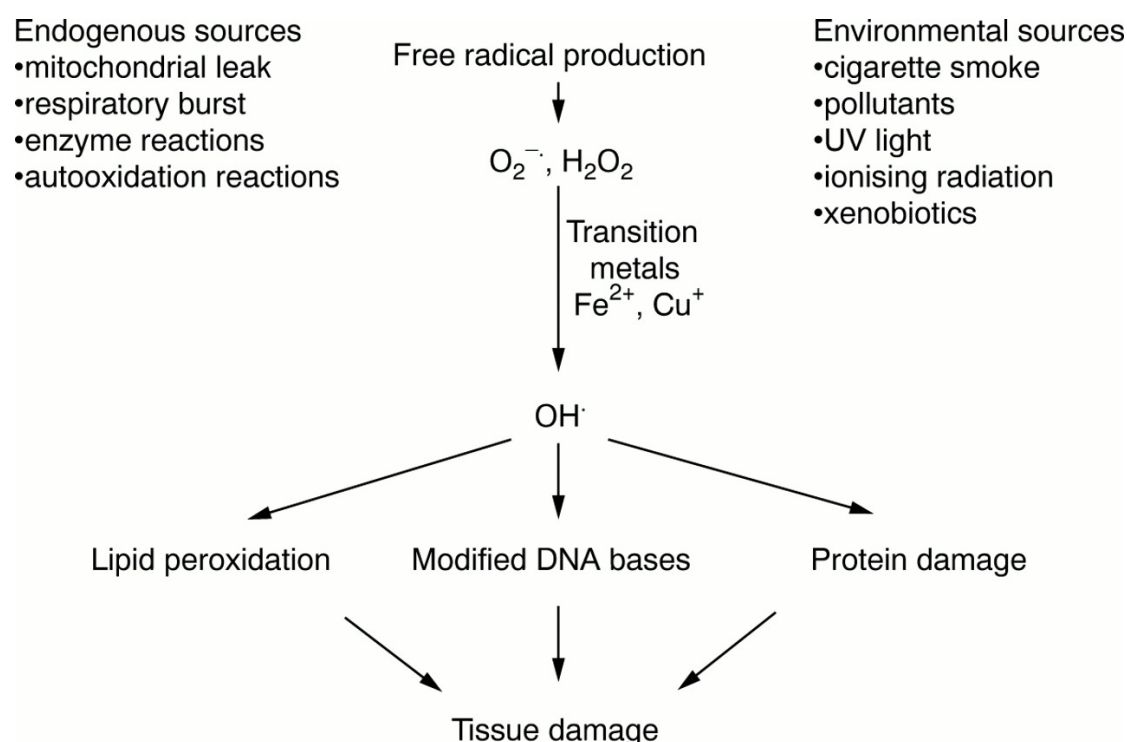 Endogenous sources
•mitochondrial leak
•respiratory burst
•enzyme reactions
•autooxidation reactions
Free radical production
Environmental sources
•cigarette smoke
•pollutants
•UV light
•ionising radiation
•xenobiotics
O₂⁻·, H₂O₂
Transition
metals
Fe²⁺, Cu⁺
OH·
Lipid peroxidation
Modified DNA bases
Protein damage
Tissue damage